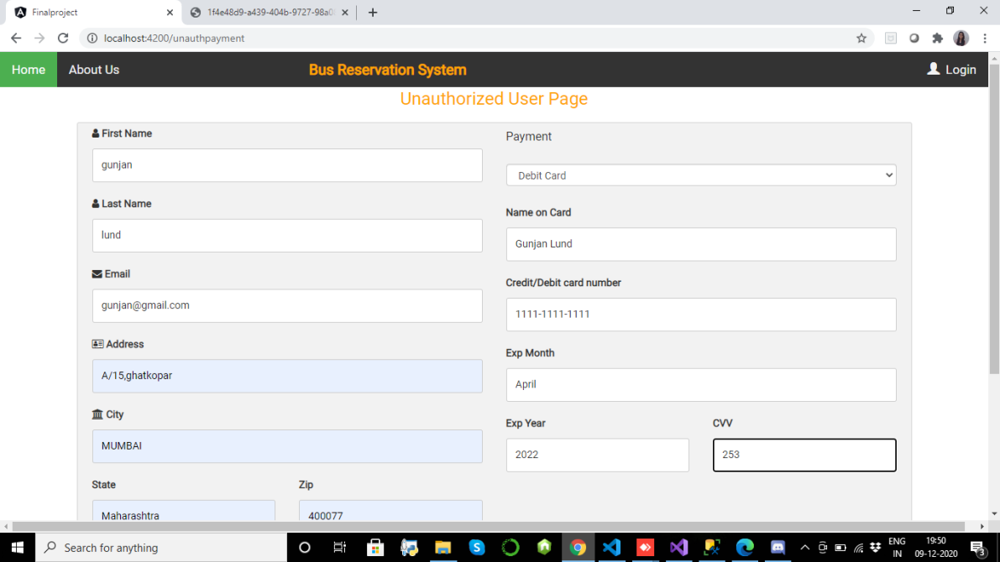 Finalproject
1f4e48d9-a439-404b-9727-98a0
localhost:4200/unauthpayment
Home
About Us
Bus Reservation System
Login
Unauthorized User Page
First Name
gunjan
Last Name
lund
Email
gunjan@gmail.com
Address
A/15,ghatkopar
City
MUMBAI
State
Zip
Maharashtra
400077
Payment
Debit Card
Name on Card
Gunjan Lund
Credit/Debit card number
1111-1111-1111
Exp Month
April
Exp Year
CVV
2022
253
Search for anything
ENG
IN
19:50
09-12-2020
3